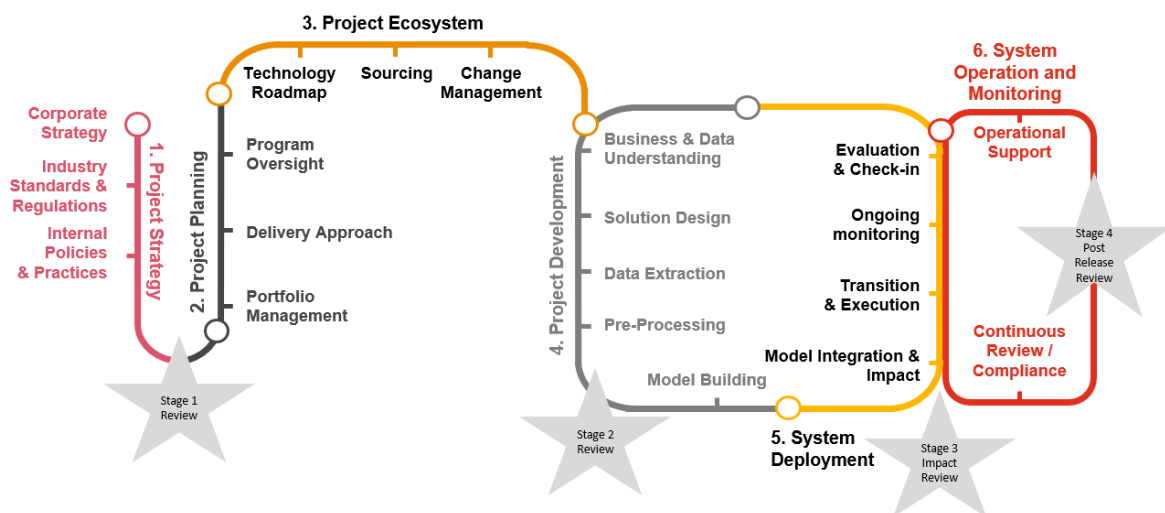 3. Project Ecosystem
Technology
Roadmap
Sourcing
Change
Management
Corporate
Strategy
Industry
Standards &
Regulations
Internal
Policies
& Practices
1. Project Strategy
2. Project Planning
Program
Oversight
Delivery Approach
Portfolio
Management
Stage 1
Review
4. Project Development
Business & Data
Understanding
Solution Design
Data Extraction
Pre-Processing
Model Building
Stage 2
Review
5. System
Deployment
Evaluation
& Check-in
Ongoing
monitoring
Transition
& Execution
Model Integration &
Impact
Stage 3
Impact
Review
6. System
Operation and
Monitoring
Operational
Support
Continuous
Review /
Compliance
Stage 4
Post
Release
Review